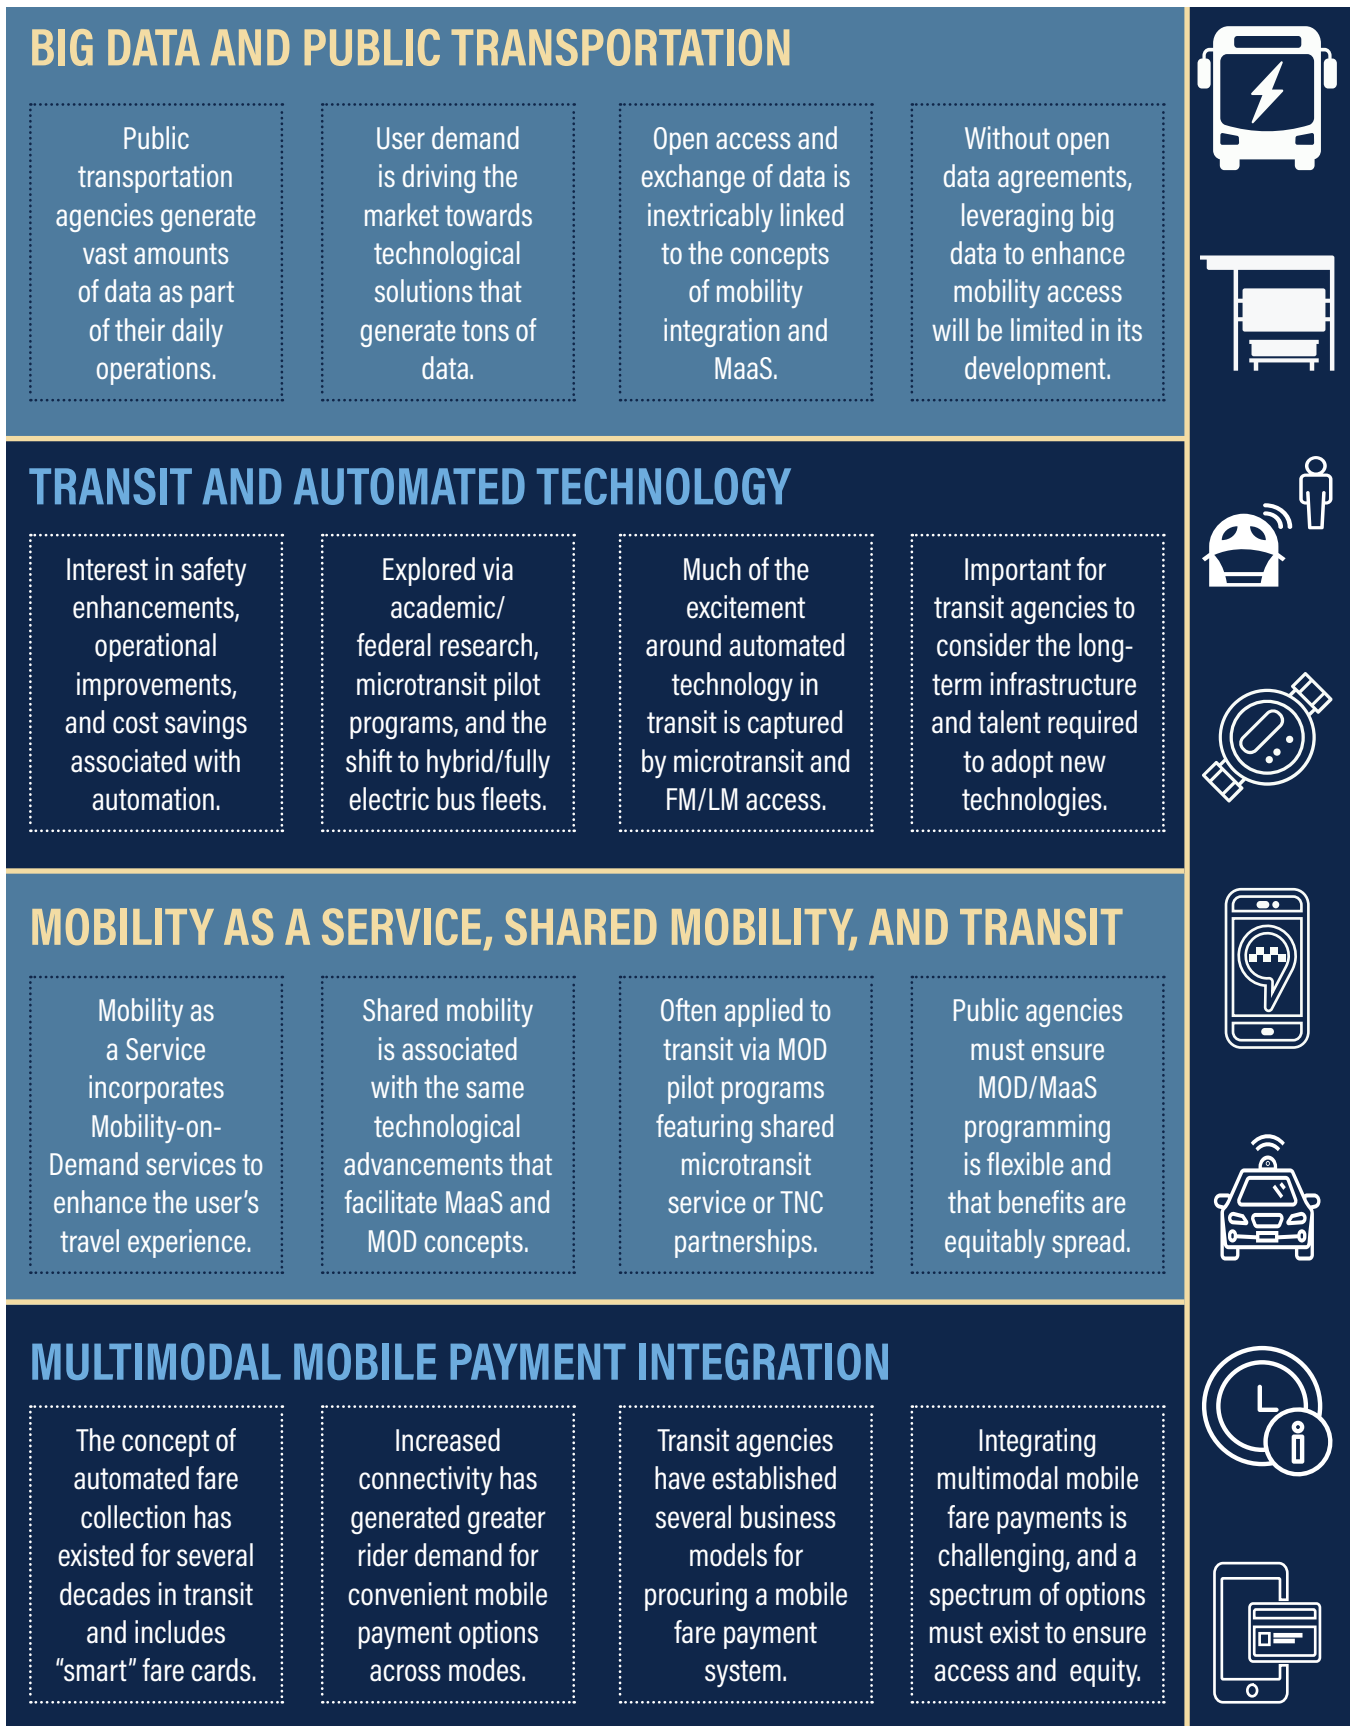 BIG DATA AND PUBLIC TRANSPORTATION
Public
transportation
agencies generate
vast amounts
of data as part
of their daily
operations.
User demand
is driving the
market towards
technological
solutions that
generate tons of
data.
Open access and
exchange of data is
inextricably linked
to the concepts
of mobility
integration and
MaaS.
Without open
data agreements,
leveraging big
data to enhance
mobility access
will be limited in its
development.
TRANSIT AND AUTOMATED TECHNOLOGY
Interest in safety
enhancements,
operational
improvements,
and cost savings
associated with
automation.
Explored via
academic/
federal research,
microtransit pilot
programs, and the
shift to hybrid/fully
electric bus fleets.
Much of the
excitement
around automated
technology in
transit is captured
by microtransit and
FM/LM access.
Important for
transit agencies to
consider the long-
term infrastructure
and talent required
to adopt new
technologies.
MOBILITY AS A SERVICE, SHARED MOBILITY, AND TRANSIT
Mobility as
a Service
incorporates
Mobility-on-
Demand services to
enhance the user’s
travel experience.
Shared mobility
is associated
with the same
technological
advancements that
facilitate MaaS and
MOD concepts.
Often applied to
transit via MOD
pilot programs
featuring shared
microtransit
service or TNC
partnerships.
Public agencies
must ensure
MOD/MaaS
programming
is flexible and
that benefits are
equitably spread.
MULTIMODAL MOBILE PAYMENT INTEGRATION
The concept of
automated fare
collection has
existed for several
decades in transit
and includes
“smart” fare cards.
Increased
connectivity has
generated greater
rider demand for
convenient mobile
payment options
across modes.
Transit agencies
have established
several business
models for
procuring a mobile
fare payment
system.
Integrating
multimodal mobile
fare payments is
challenging, and a
spectrum of options
must exist to ensure
access and equity.